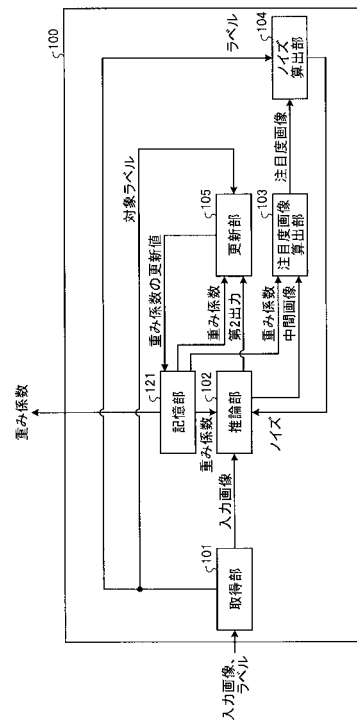 100
入力画像、
ラベル
101
取得部
入力画像
重み係数
121
記憶部
重み係数
102
推論部
ノイズ
重み係数の更新値
対象ラベル
重み係数
第2出力
105
更新部
重み係数
中間画像
103
注目度画像
算出部
注目度画像
ラベル
104
ノイズ
算出部